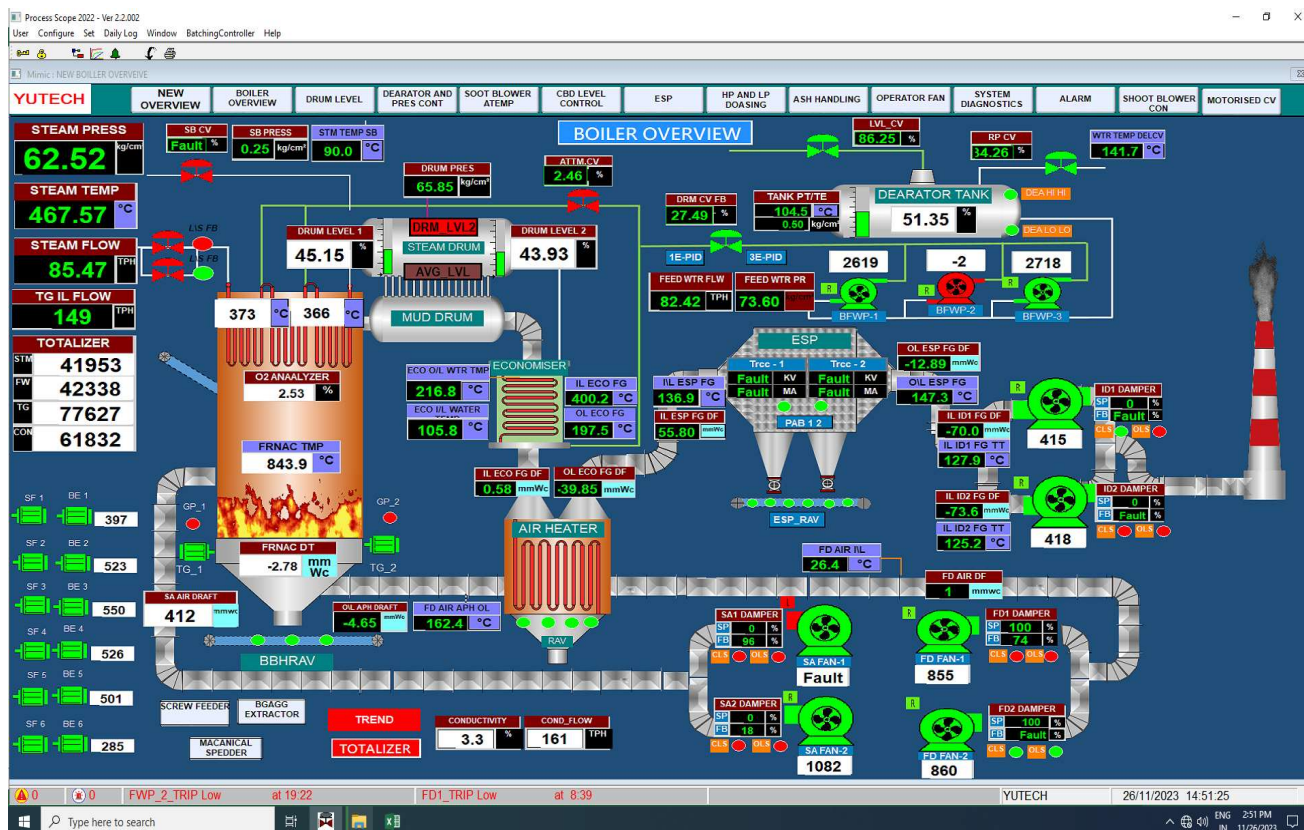 Process Scope 2022 - Ver 2.2.002
User Configure Set Daily Log Window BatchingController Help
Mimic : NEW BOILLER OVERVEIVE
YUTECH
NEW OVERVIEW
BOILER OVERVIEW
DRUM LEVEL
DEARATOR AND PRES CONT
SOOT BLOWER ATEMP
CBD LEVEL CONTROL
ESP
HP AND LP DOASING
ASH HANDLING
OPERATOR FAN
SYSTEM DIAGNOSTICS
ALARM
SHOOT BLOWER CON
MOTORISED CV
BOILER OVERVIEW
STEAM PRESS
62.52 kg/cm²
STEAM TEMP
467.57 °C
STEAM FLOW
85.47 TPH
TG IL FLOW
149 TPH
TOTALIZER
STM 41953
FW 42338
TG 77627
CON 61832
SB CV
Fault %
SB PRESS
0.25 kg/cm²
STM TEMP SB
90.0 °C
L\S FB
L\S FB
DRUM PRES
65.85 kg/cm²
ATTM.CV
2.46 %
DRUM LEVEL 1
45.15 %
DRM_LVL2
STEAM DRUM
AVG_LVL
DRUM LEVEL 2
43.93 %
MUD DRUM
LVL_CV
86.25 %
RP CV
34.26 %
WTR TEMP DELCV
141.7 °C
DRM CV FB
27.49 %
TANK PT/TE
104.5 °C
0.50 kg/cm²
DEARATOR TANK
51.35 %
DEA HI HI
DEA LO LO
1E-PID
3E-PID
FEED WTR FLW
82.42 TPH
FEED WTR PR
73.60 kg/cm²
2619
BFWP-1
-2
BFWP-2
2718
BFWP-3
R
R
R
373 °C
366 °C
O2 ANAALYZER
2.53 %
FRNAC TMP
843.9 °C
FRNAC DT
-2.78 mm Wc
GP_1
GP_2
TG_1
TG_2
ECONOMISER
ECO O/L WTR TMP
216.8 °C
ECO I/L WATER
105.8 °C
IL ECO FG
400.2 °C
OL ECO FG
197.5 °C
IL ECO FG DF
0.58 mmWc
OL ECO FG DF
-39.85 mmWc
AIR HEATER
RAV
ESP
Trcc - 1
Fault KV
Fault MA
Trcc - 2
Fault KV
Fault MA
PAB 1 2
ESP_RAV
I\L ESP FG
136.9 °C
IL ESP FG DF
55.80 mmWc
OL ESP FG DF
-12.89 mmWc
O\L ESP FG
147.3 °C
IL ID1 FG DF
-70.0 mmWc
IL ID1 FG TT
127.9 °C
IL ID2 FG DF
-73.6 mmWc
IL ID2 FG TT
125.2 °C
R
415
R
418
ID1 DAMPER
SP 0 %
FB Fault %
CLS OLS
ID2 DAMPER
SP 0 %
FB Fault %
CLS OLS
SF 1 BE 1
397
SF 2 BE 2
523
SF 3 BE 3
550
SF 4 BE 4
526
SF 5 BE 5
501
SF 6 BE 6
285
SA AIR DRAFT
412 mmwc
O\L APH DRAFT
-4.65 mmWc
FD AIR APH OL
162.4 °C
BBHRAV
FD AIR I\L
26.4 °C
FD AIR DF
1 mmwc
SA1 DAMPER
SP 0 %
FB 96 %
CLS OLS
SA2 DAMPER
SP 0 %
FB 18 %
CLS OLS
SA FAN-1
Fault
R
SA FAN-2
1082
R
FD FAN-1
855
R
FD FAN-2
860
FD1 DAMPER
SP 100 %
FB 74 %
CLS OLS
FD2 DAMPER
SP 100 %
FB Fault %
CLS OLS
SCREW FEEDER
BGAGG EXTRACTOR
MACANICAL SPEDDER
TREND
TOTALIZER
CONDUCTIVITY
3.3 %
COND_FLOW
161 TPH
0 0 FWP_2_TRIP Low at 19:22 FD1_TRIP Low at 8:39 YUTECH 26/11/2023 14:51:25
Type here to search
ENG 2:51 PM
IN 11/26/2023